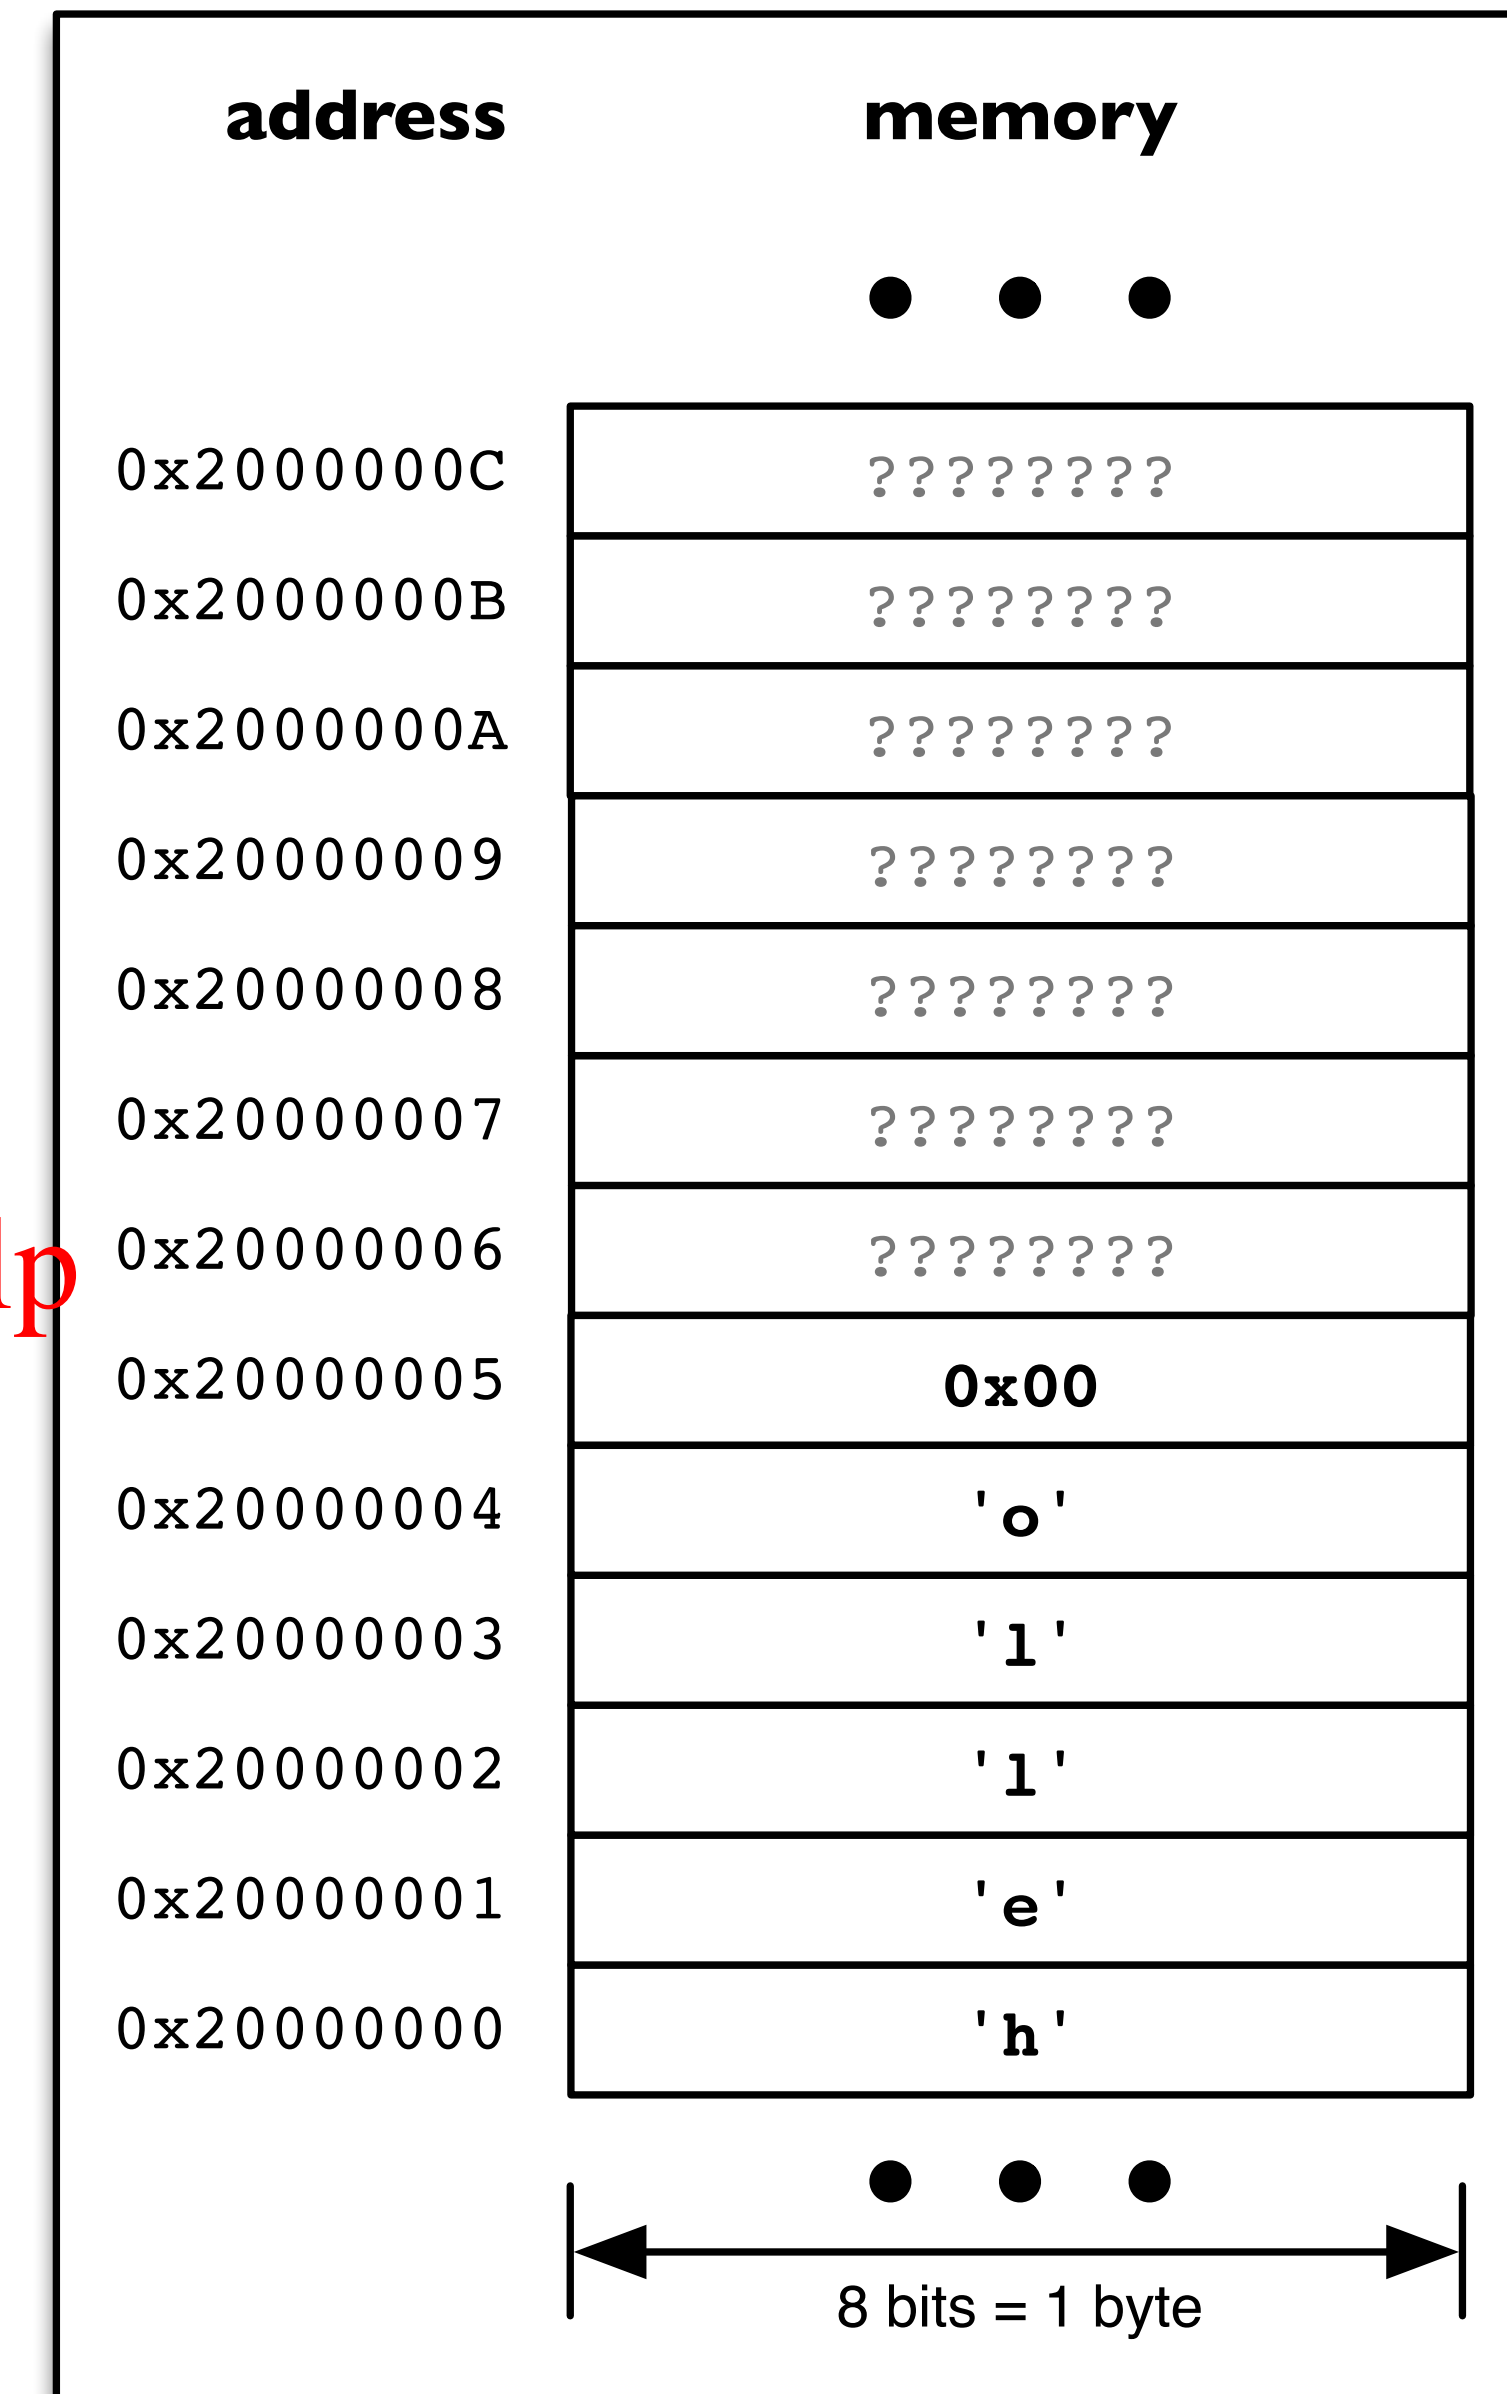 address memory
0x2000000C ????????
0x2000000B ????????
0x2000000A ????????
0x20000009 ????????
0x20000008 ????????
0x20000007 ????????
0x20000006 ????????
0x20000005 0x00
0x20000004 'o'
0x20000003 'l'
0x20000002 'l'
0x20000001 'e'
0x20000000 'h'
8 bits = 1 byte